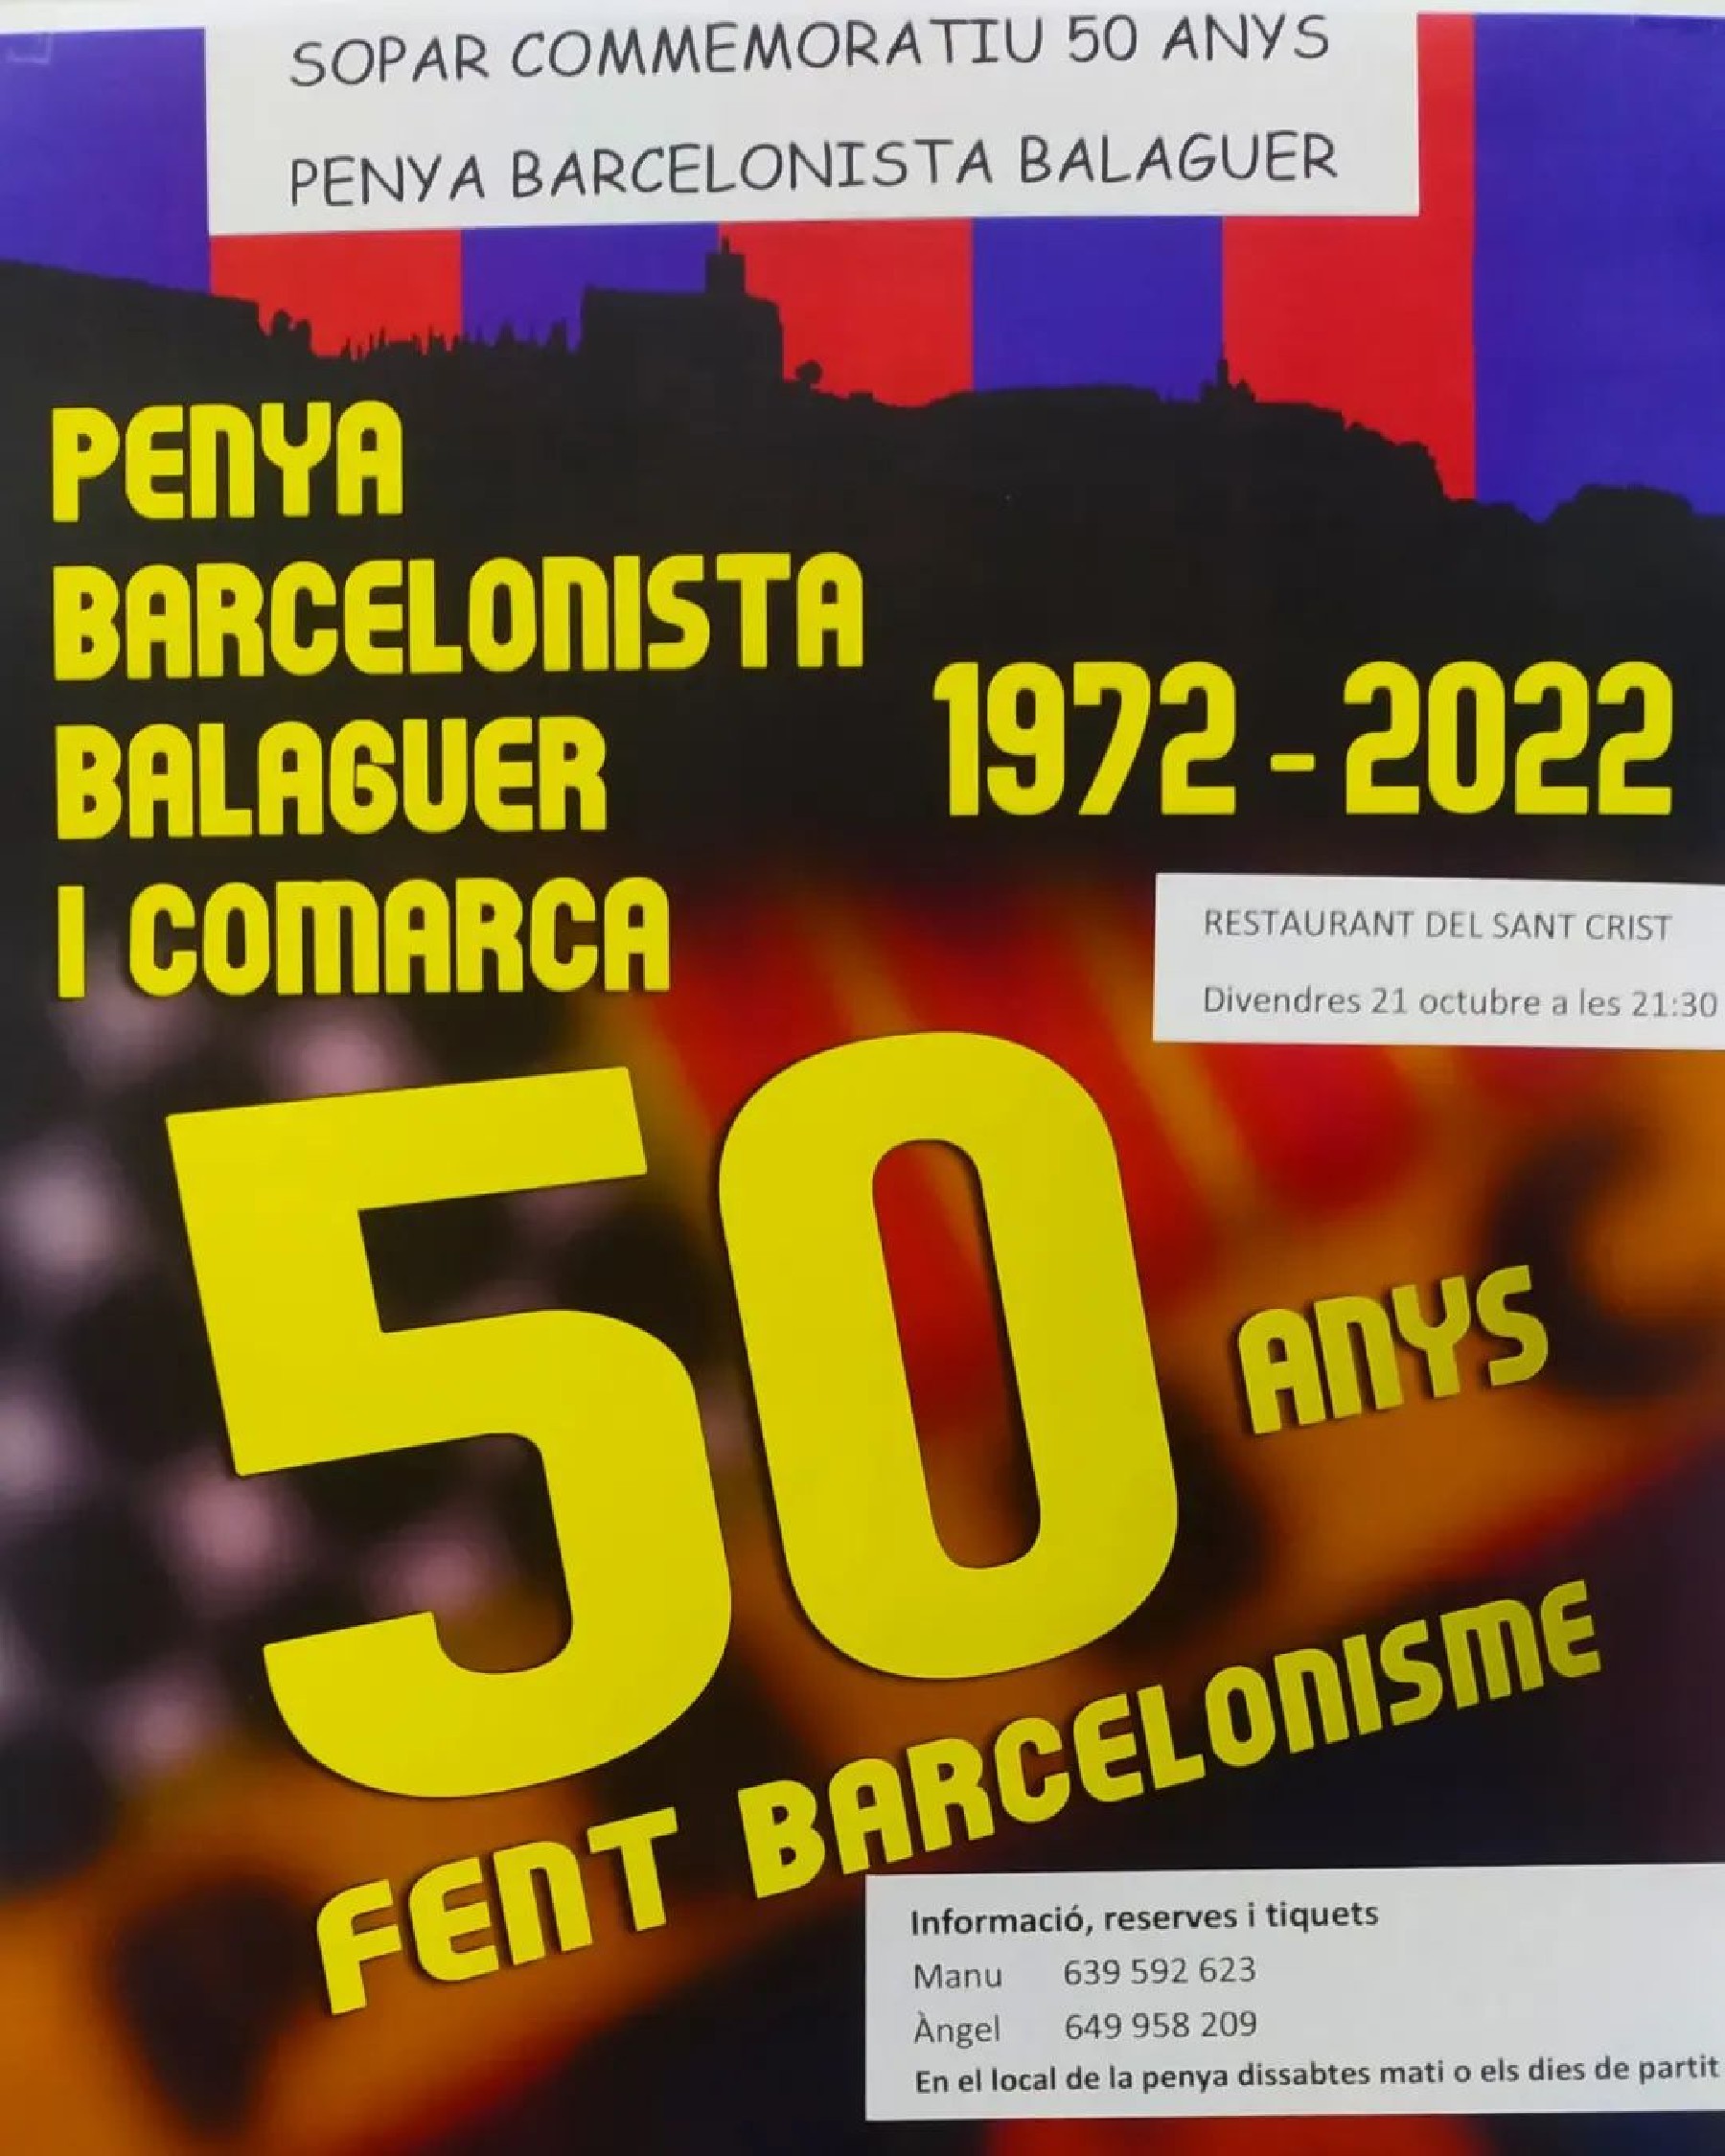 SOPAR COMMEMORATIU 50 ANYS
PENYA BARCELONISTA BALAGUER
PENYA
BARCELONISTA
BALAGUER
I COMARCA
1972 - 2022
RESTAURANT DEL SANT CRIST
Divendres 21 octubre a les 21:30
50 ANYS
FENT BARCELONISME
Informació, reserves i tiquets
Manu 639 592 623
Àngel 649 958 209
En el local de la penya dissabtes mati o els dies de partit